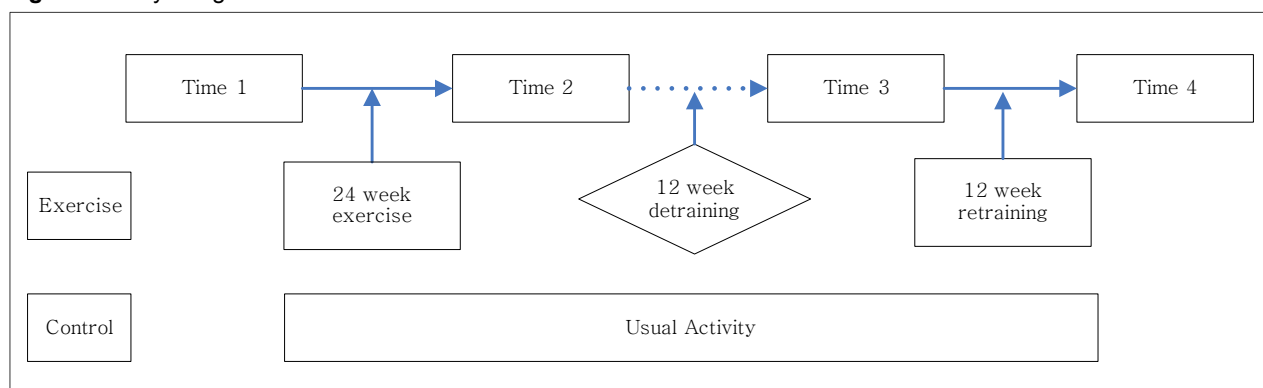 Time 1
Time 2
Time 3
Time 4
Exercise
24 week
exercise
12 week
detraining
12 week
retraining
Control
Usual Activity